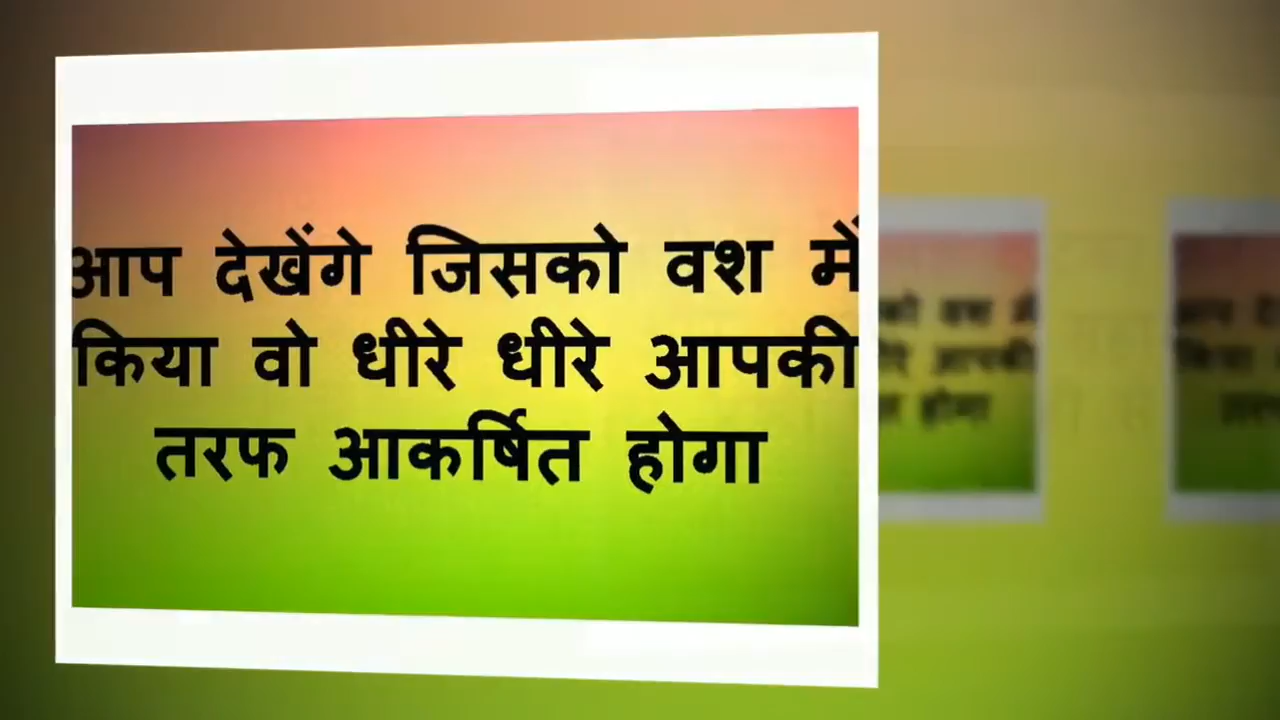 आप देखेंगे जिसको वश में
किया वो धीरे धीरे आपकी
तरफ आकर्षित होगा